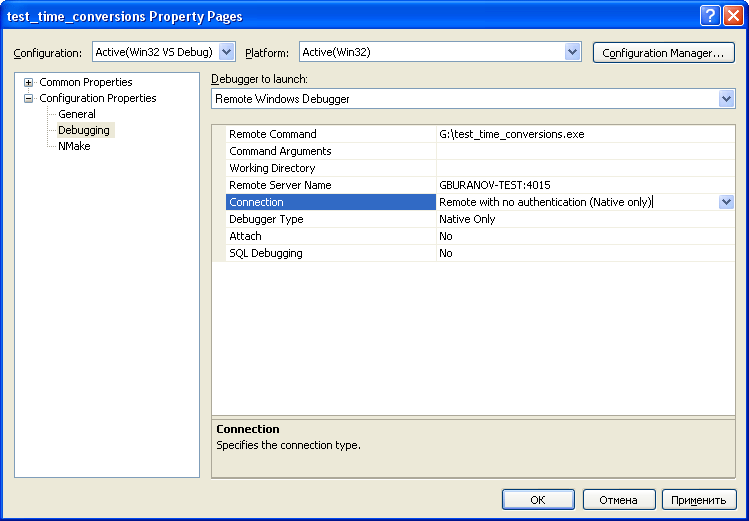 test_time_conversions Property Pages
Configuration: Active(Win32 VS Debug) Platform: Active(Win32) Configuration Manager...
Common Properties
Configuration Properties
General
Debugging
NMake
Debugger to launch:
Remote Windows Debugger
Remote Command G:\test_time_conversions.exe
Command Arguments
Working Directory
Remote Server Name GBURANOV-TEST:4015
Connection Remote with no authentication (Native only)
Debugger Type Native Only
Attach No
SQL Debugging No
Connection
Specifies the connection type.
ОК Отмена Применить